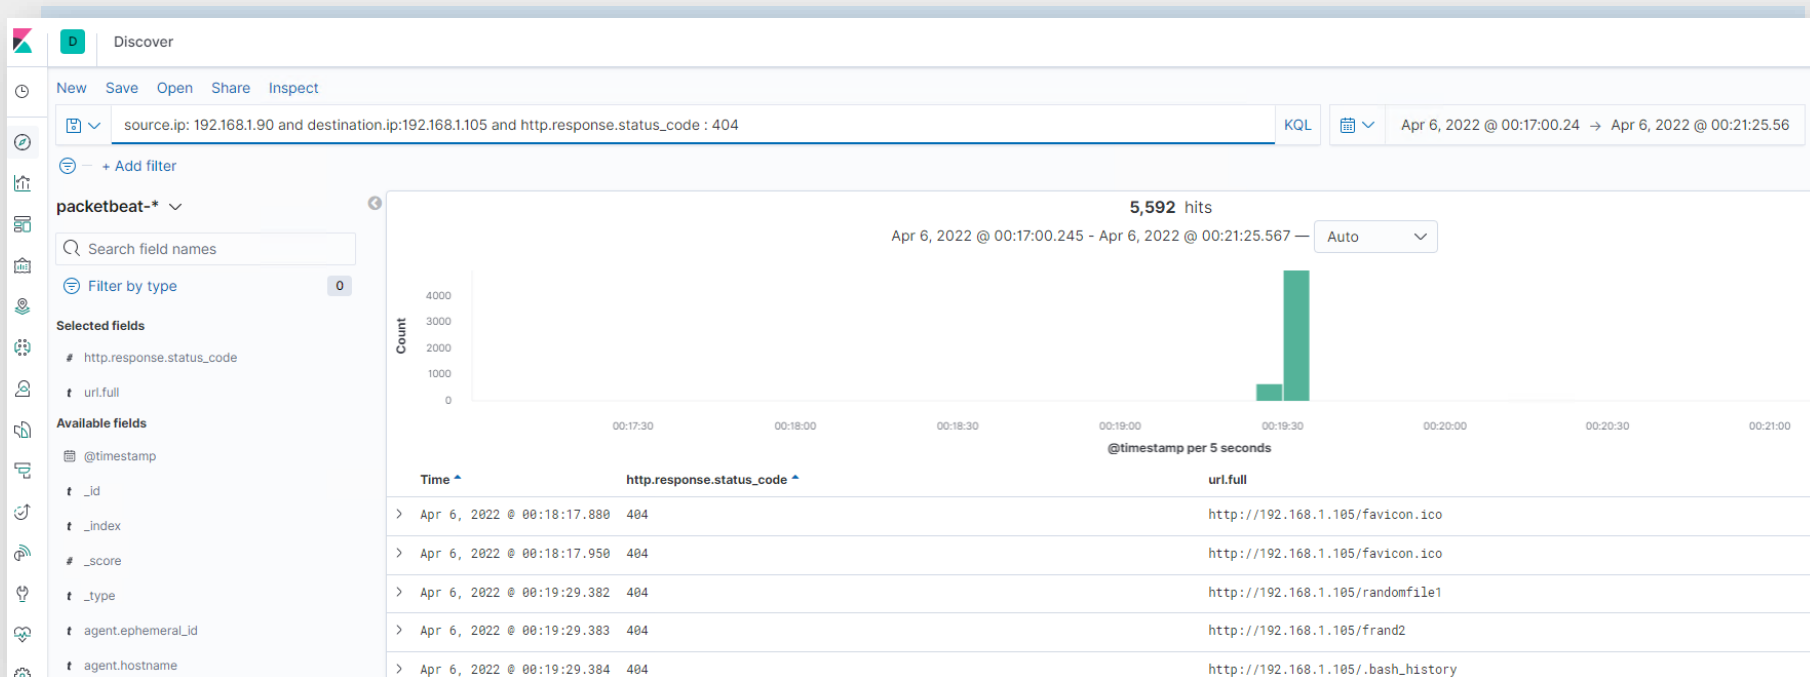 D Discover
New Save Open Share Inspect
source.ip: 192.168.1.90 and destination.ip:192.168.1.105 and http.response.status_code : 404 KQL Apr 6, 2022 @ 00:17:00.24 → Apr 6, 2022 @ 00:21:25.56
+ Add filter
packetbeat-*
Search field names
Filter by type 0
Selected fields
# http.response.status_code
t url.full
Available fields
@timestamp
t _id
t _index
# _score
t _type
t agent.ephemeral_id
t agent.hostname
5,592 hits
Apr 6, 2022 @ 00:17:00.245 - Apr 6, 2022 @ 00:21:25.567 — Auto
Count
4000
3000
2000
1000
0
00:17:30 00:18:00 00:18:30 00:19:00 00:19:30 00:20:00 00:20:30 00:21:00
@timestamp per 5 seconds
Time http.response.status_code url.full
Apr 6, 2022 @ 00:18:17.880 404 http://192.168.1.105/favicon.ico
Apr 6, 2022 @ 00:18:17.950 404 http://192.168.1.105/favicon.ico
Apr 6, 2022 @ 00:19:29.382 404 http://192.168.1.105/randomfile1
Apr 6, 2022 @ 00:19:29.383 404 http://192.168.1.105/frand2
Apr 6, 2022 @ 00:19:29.384 404 http://192.168.1.105/.bash_history